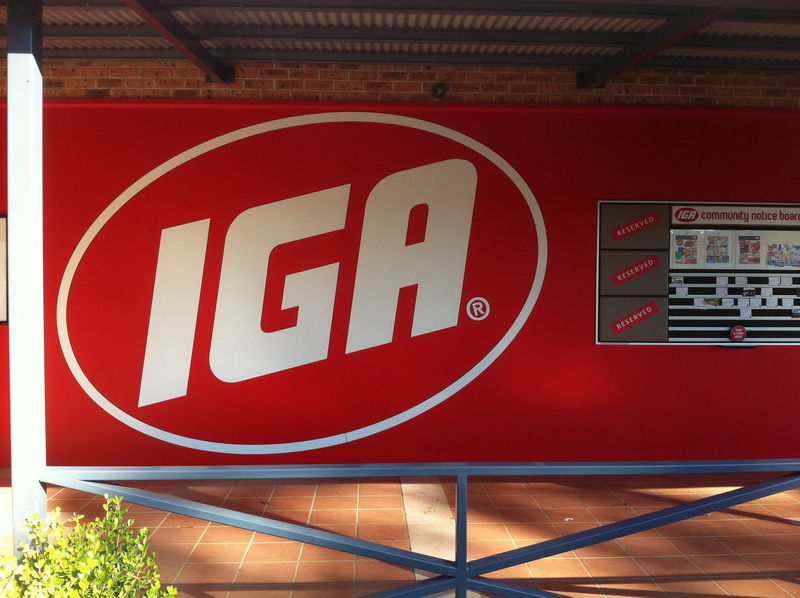 IGA®
IGA community notice board
RESERVED
RESERVED
RESERVED